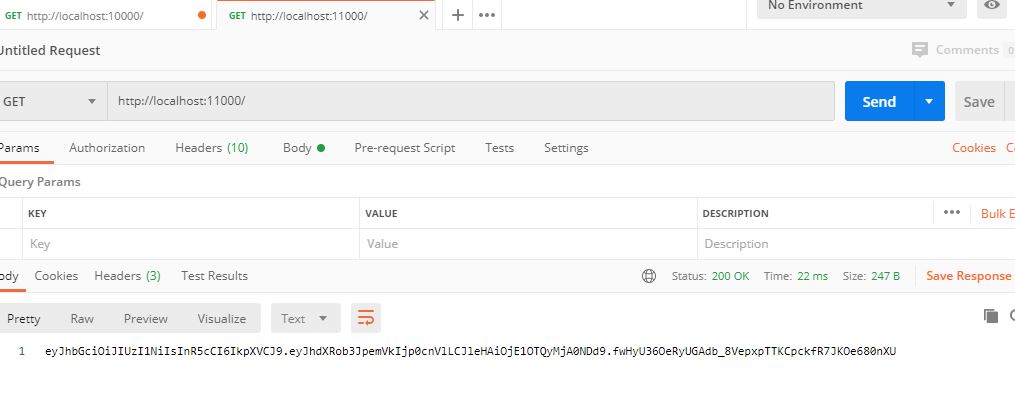 GET http://localhost:10000/
GET http://localhost:11000/
No Environment
Untitled Request
Comments 0
GET http://localhost:11000/ Send Save
Params Authorization Headers (10) Body Pre-request Script Tests Settings Cookies
Query Params
KEY VALUE DESCRIPTION Bulk E
Key Value Description
ody Cookies Headers (3) Test Results Status: 200 OK Time: 22 ms Size: 247 B Save Response
Pretty Raw Preview Visualize Text
1 eyJhbGciOiJIUzI1NiIsInR5cCI6IkpXVCJ9.eyJhdXRob3JpemVkIjp0cnVlLCJleHAiOjE1OTQyMjA0NDd9.fwHyU36OeRyUGAdb_8VepxpTTKCpckfR7JKOe680nXU